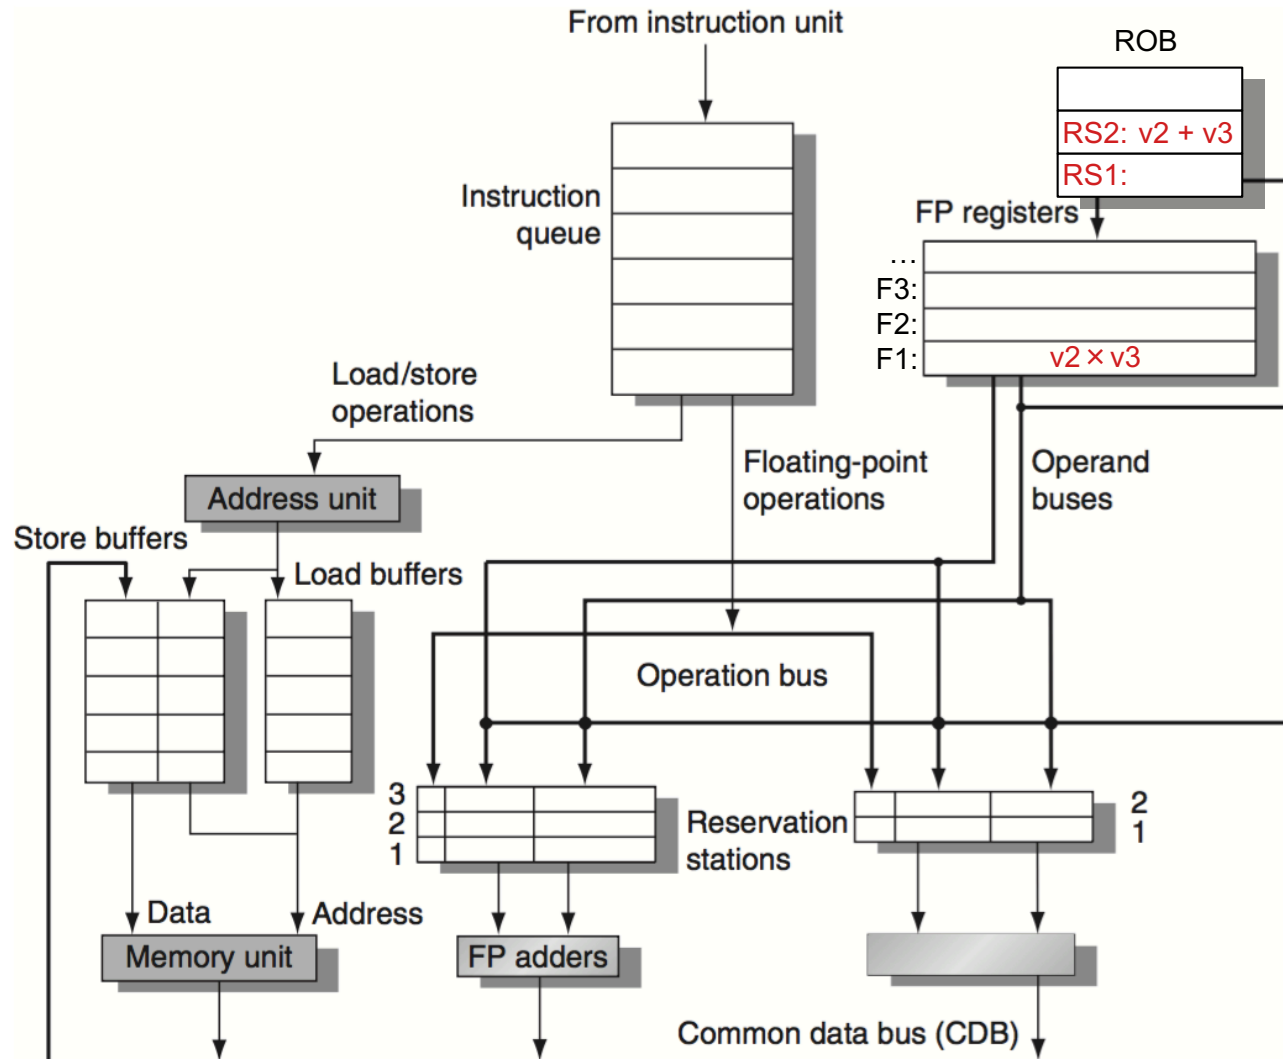 From instruction unit
ROB
RS2: v2 + v3
RS1:
Instruction
queue
FP registers
...
F3:
F2:
F1:
v2 × v3
Load/store
operations
Floating-point
operations
Operand
buses
Address unit
Store buffers
Load buffers
Operation bus
3
2
1
Reservation
stations
2
1
Data
Address
Memory unit
FP adders
Common data bus (CDB)